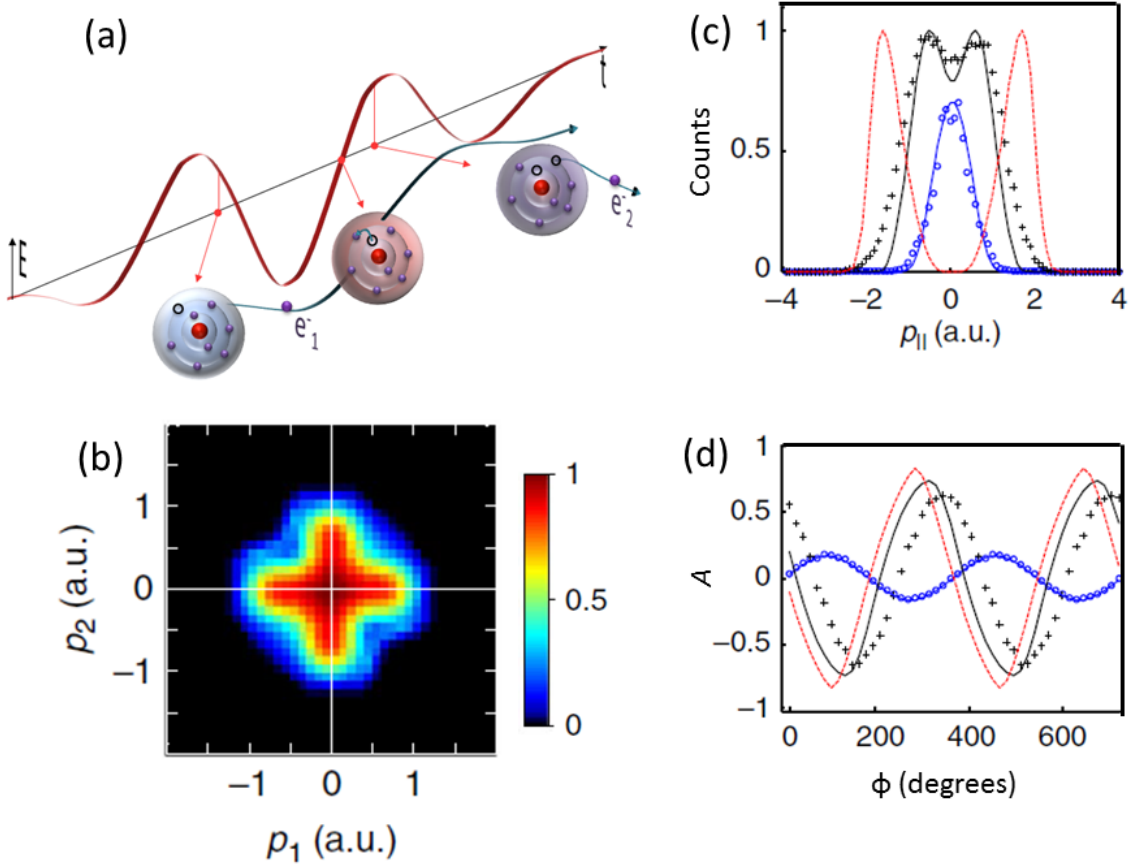 (a)
E
t
e⁻₁
e⁻₂
(b)
p₂ (a.u.)
1
0
−1
−1 0 1
p₁ (a.u.)
1
0.5
0
(c)
Counts
1
0.5
0
−4 −2 0 2 4
p|| (a.u.)
(d)
A
1
0.5
0
−0.5
−1
0 200 400 600
ϕ (degrees)